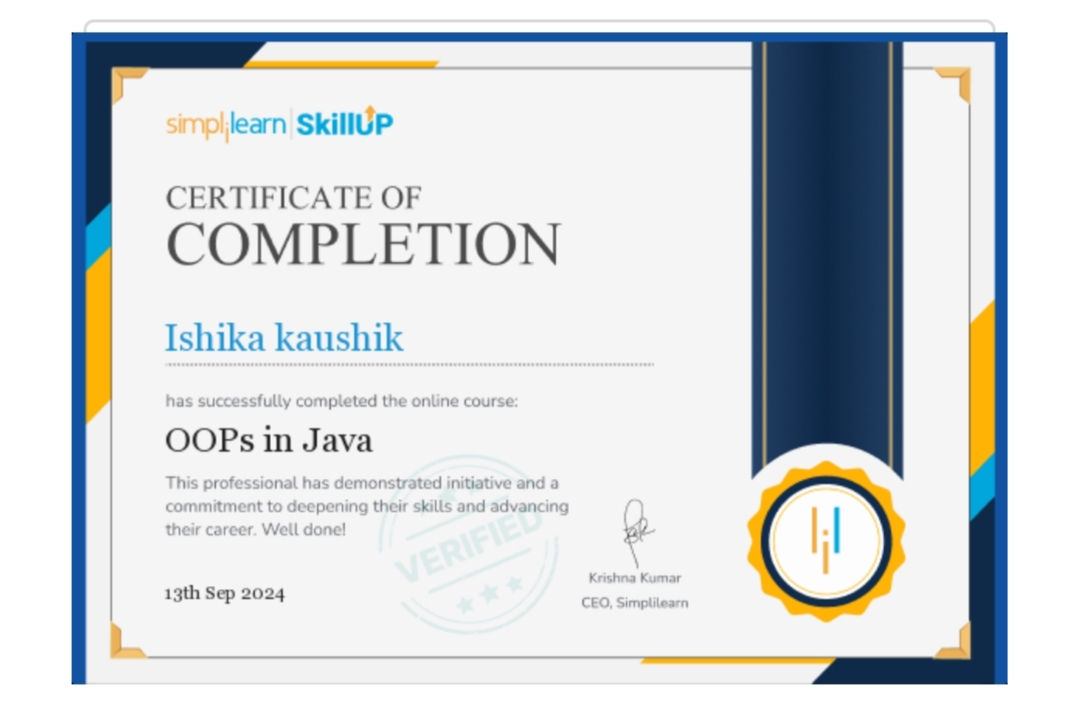 simplilearn | SkillUP
CERTIFICATE OF
COMPLETION
Ishika kaushik
has successfully completed the online course:
OOPs in Java
This professional has demonstrated initiative and a
commitment to deepening their skills and advancing
their career. Well done!
VERIFIED
13th Sep 2024
Krishna Kumar
CEO, Simplilearn